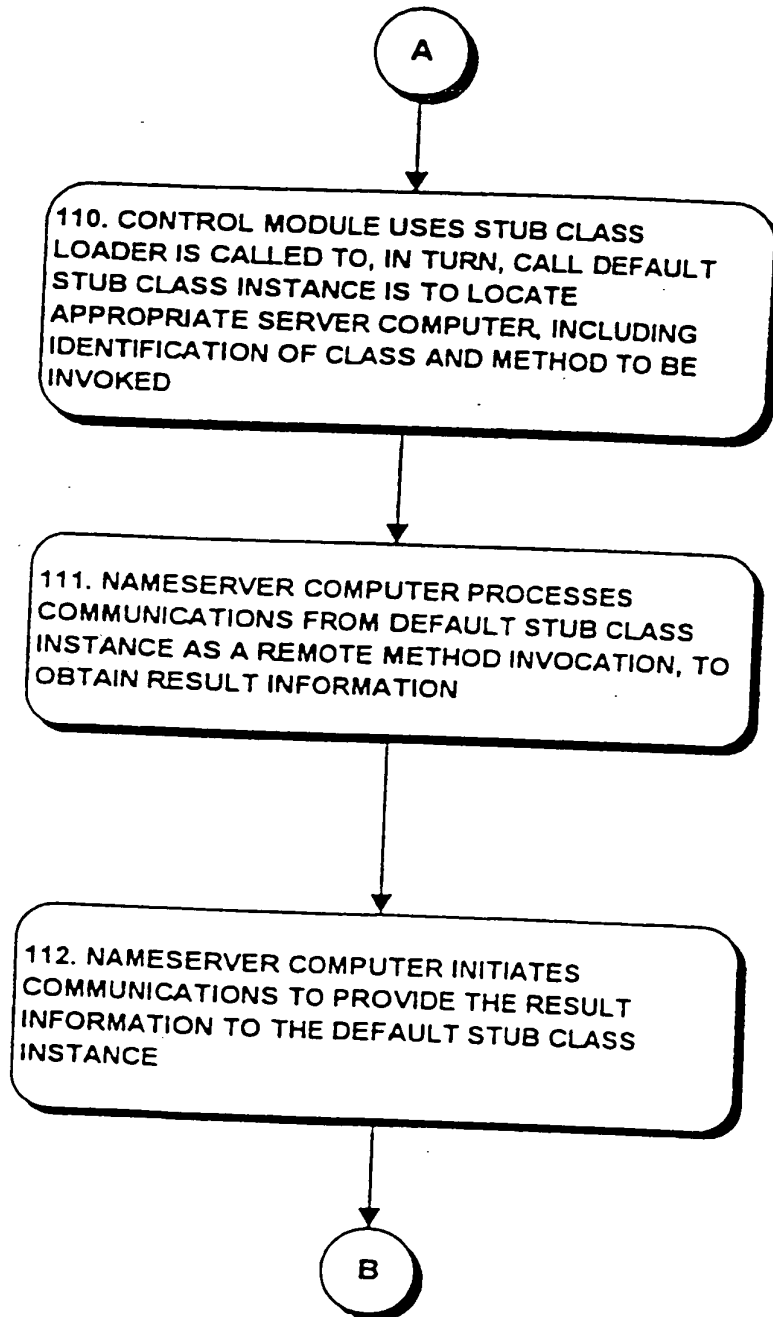 A
110. CONTROL MODULE USES STUB CLASS
LOADER IS CALLED TO, IN TURN, CALL DEFAULT
STUB CLASS INSTANCE IS TO LOCATE
APPROPRIATE SERVER COMPUTER, INCLUDING
IDENTIFICATION OF CLASS AND METHOD TO BE
INVOKED
111. NAMESERVER COMPUTER PROCESSES
COMMUNICATIONS FROM DEFAULT STUB CLASS
INSTANCE AS A REMOTE METHOD INVOCATION, TO
OBTAIN RESULT INFORMATION
112. NAMESERVER COMPUTER INITIATES
COMMUNICATIONS TO PROVIDE THE RESULT
INFORMATION TO THE DEFAULT STUB CLASS
INSTANCE
B